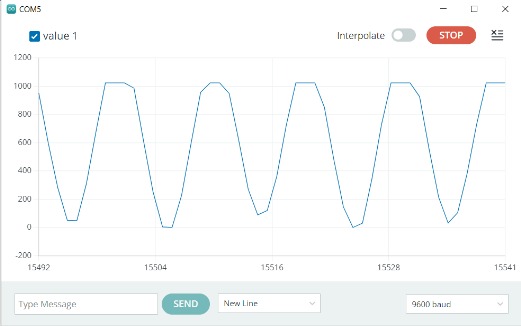 COM5
value 1
Interpolate
STOP
1200
1000
800
600
400
200
0
-200
15492
15504
15516
15528
15541
Type Message
SEND
New Line
9600 baud